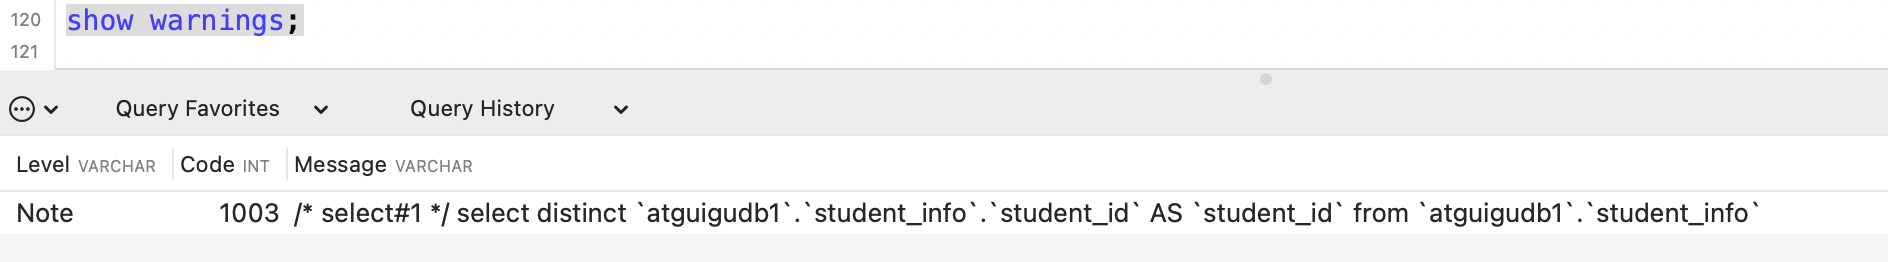 120 show warnings;
121
Query Favorites Query History
Level VARCHAR Code INT Message VARCHAR
Note 1003 /* select#1 */ select distinct `atguigudb1`.`student_info`.`student_id` AS `student_id` from `atguigudb1`.`student_info`